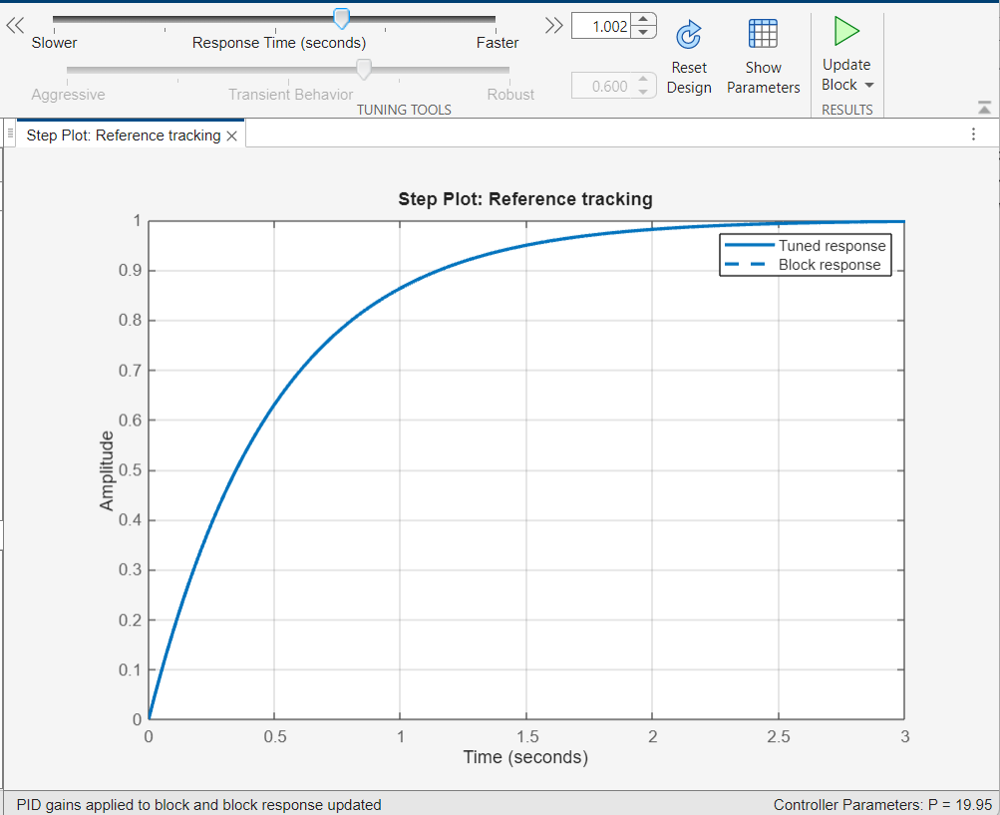 Slower Response Time (seconds) Faster 1.002
Aggressive Transient Behavior Robust 0.600
Reset Design
Show Parameters
Update Block
TUNING TOOLS RESULTS
Step Plot: Reference tracking
Step Plot: Reference tracking
Tuned response
Block response
Amplitude
1
0.9
0.8
0.7
0.6
0.5
0.4
0.3
0.2
0.1
0
0 0.5 1 1.5 2 2.5 3
Time (seconds)
PID gains applied to block and block response updated Controller Parameters: P = 19.95